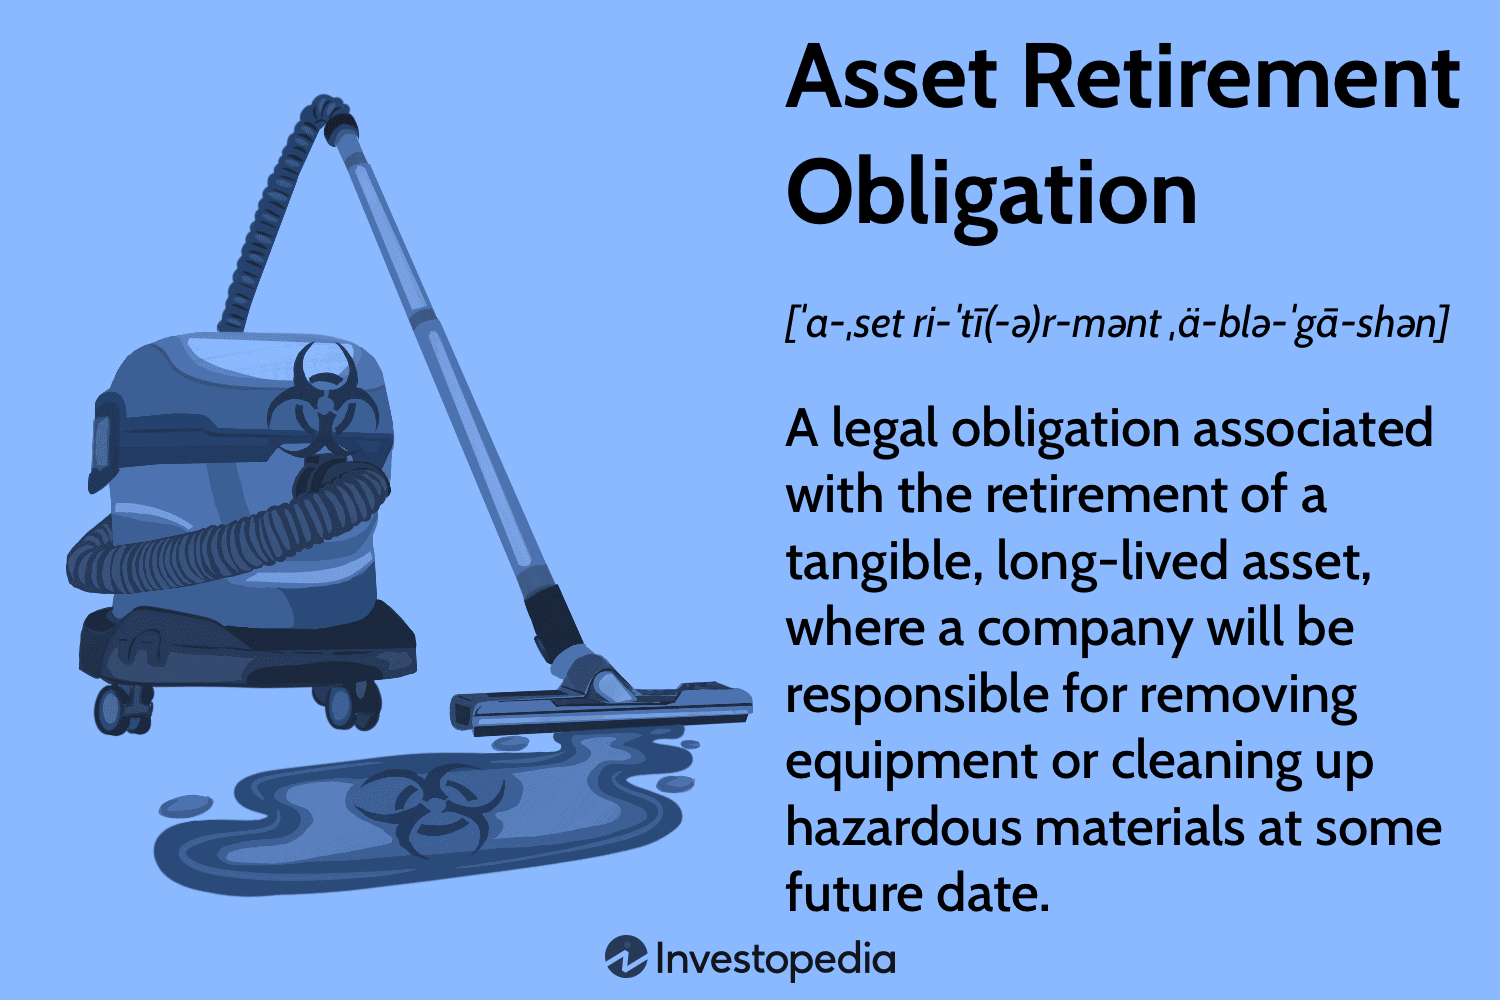 Asset Retirement
Obligation
[ˈa-ˌset ri-ˈtī(-ə)r-mənt ˌä-blə-ˈgā-shən]
A legal obligation associated
with the retirement of a
tangible, long-lived asset,
where a company will be
responsible for removing
equipment or cleaning up
hazardous materials at some
future date.
Investopedia